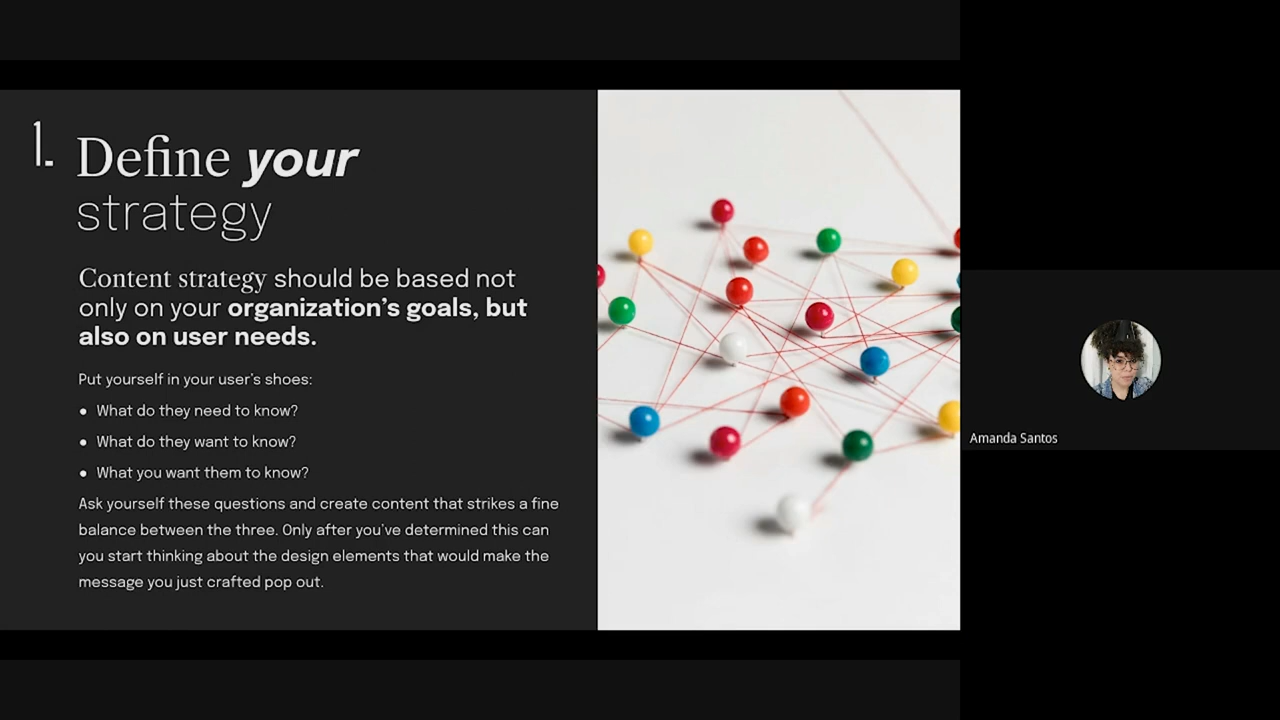 1.
Define your
strategy
Content strategy should be based not
only on your organization's goals, but
also on user needs.
Put yourself in your user's shoes:
● What do they need to know?
● What do they want to know?
● What you want them to know?
Ask yourself these questions and create content that strikes a fine
balance between the three. Only after you've determined this can
you start thinking about the design elements that would make the
message you just crafted pop out.
Amanda Santos